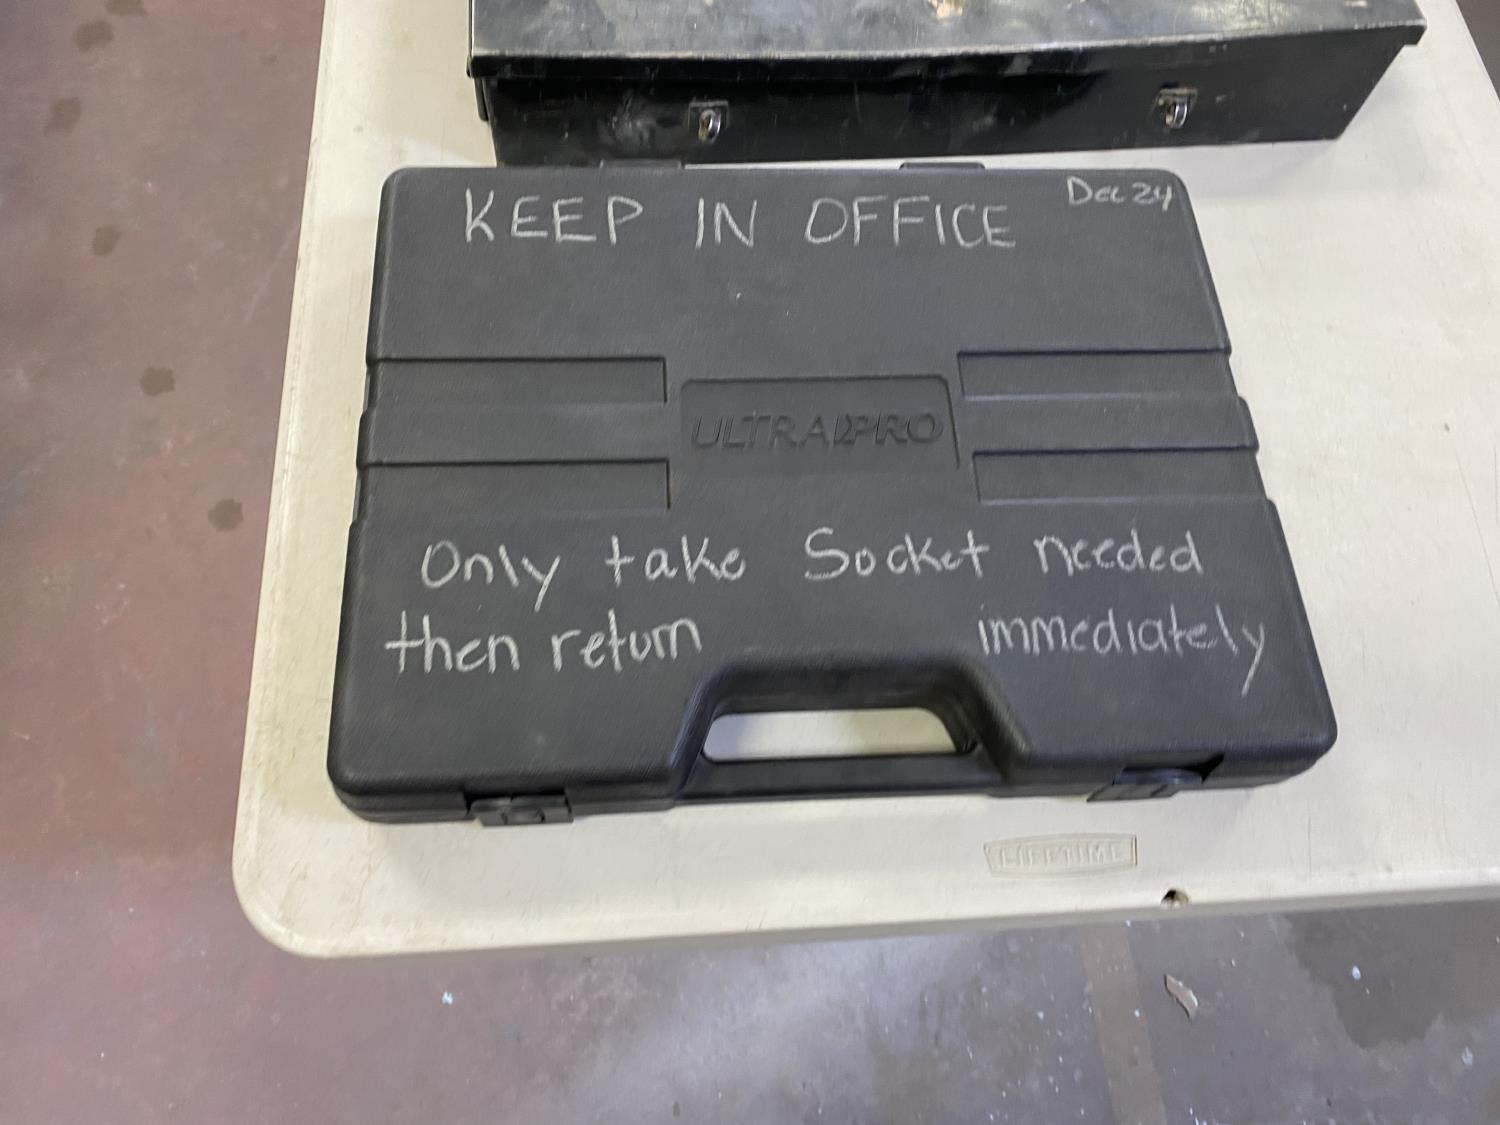 KEEP IN OFFICE
Dec 24
ULTRAPRO
Only take Socket needed
then return immediately
LIFETIME